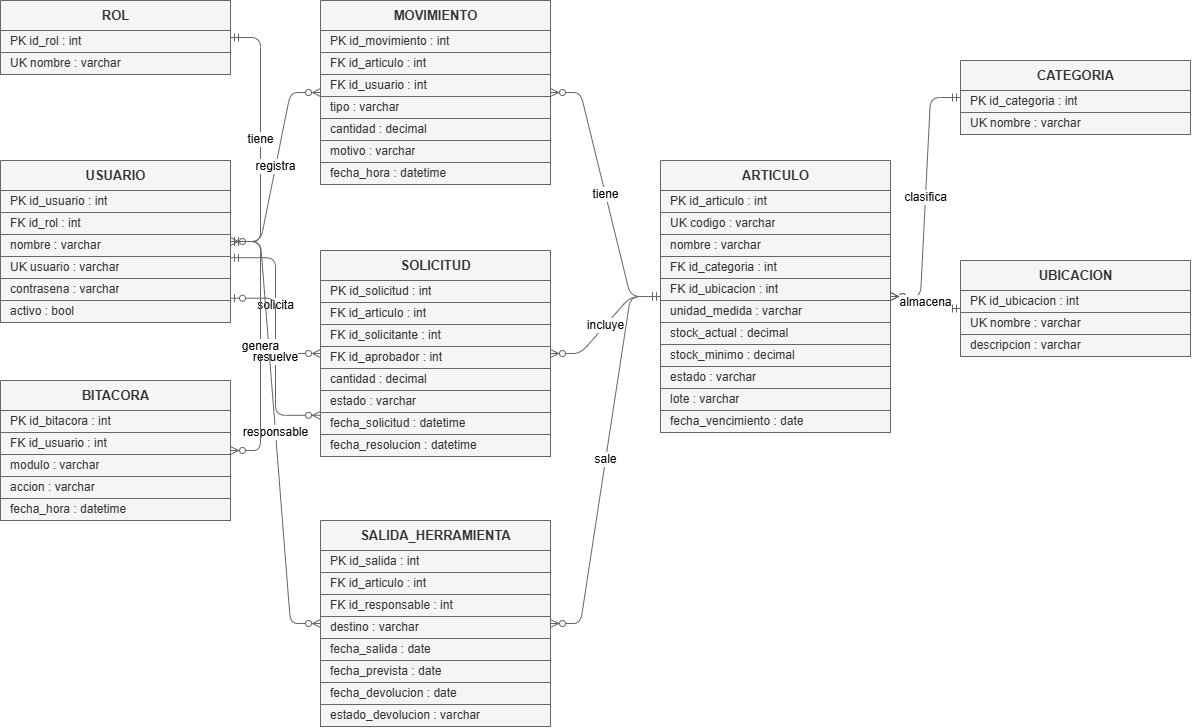 ROL
PK id_rol : int
UK nombre : varchar
USUARIO
PK id_usuario : int
FK id_rol : int
nombre : varchar
UK usuario : varchar
contrasena : varchar
activo : bool
BITACORA
PK id_bitacora : int
FK id_usuario : int
modulo : varchar
accion : varchar
fecha_hora : datetime
tiene
registra
solicita
genera
resuelve
responsable
MOVIMIENTO
PK id_movimiento : int
FK id_articulo : int
FK id_usuario : int
tipo : varchar
cantidad : decimal
motivo : varchar
fecha_hora : datetime
SOLICITUD
PK id_solicitud : int
FK id_articulo : int
FK id_solicitante : int
FK id_aprobador : int
cantidad : decimal
estado : varchar
fecha_solicitud : datetime
fecha_resolucion : datetime
SALIDA_HERRAMIENTA
PK id_salida : int
FK id_articulo : int
FK id_responsable : int
destino : varchar
fecha_salida : date
fecha_prevista : date
fecha_devolucion : date
estado_devolucion : varchar
tiene
incluye
sale
ARTICULO
PK id_articulo : int
UK codigo : varchar
nombre : varchar
FK id_categoria : int
FK id_ubicacion : int
unidad_medida : varchar
stock_actual : decimal
stock_minimo : decimal
estado : varchar
lote : varchar
fecha_vencimiento : date
clasifica
almacena
CATEGORIA
PK id_categoria : int
UK nombre : varchar
UBICACION
PK id_ubicacion : int
UK nombre : varchar
descripcion : varchar